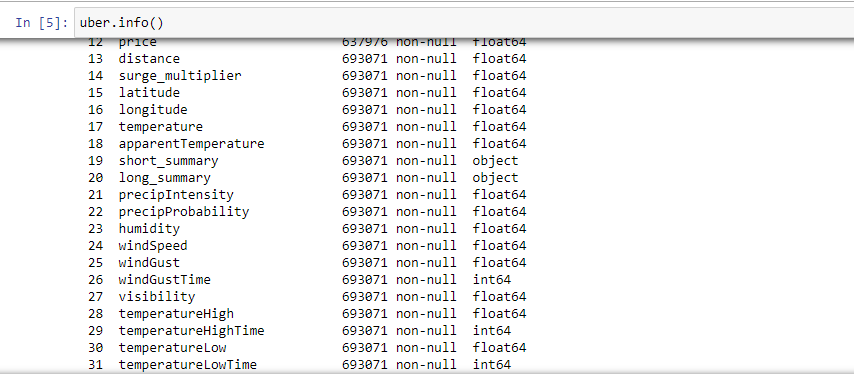 In [5]: uber.info()
12 price 637976 non-null float64
13 distance 693071 non-null float64
14 surge_multiplier 693071 non-null float64
15 latitude 693071 non-null float64
16 longitude 693071 non-null float64
17 temperature 693071 non-null float64
18 apparentTemperature 693071 non-null float64
19 short_summary 693071 non-null object
20 long_summary 693071 non-null object
21 precipIntensity 693071 non-null float64
22 precipProbability 693071 non-null float64
23 humidity 693071 non-null float64
24 windSpeed 693071 non-null float64
25 windGust 693071 non-null float64
26 windGustTime 693071 non-null int64
27 visibility 693071 non-null float64
28 temperatureHigh 693071 non-null float64
29 temperatureHighTime 693071 non-null int64
30 temperatureLow 693071 non-null float64
31 temperatureLowTime 693071 non-null int64